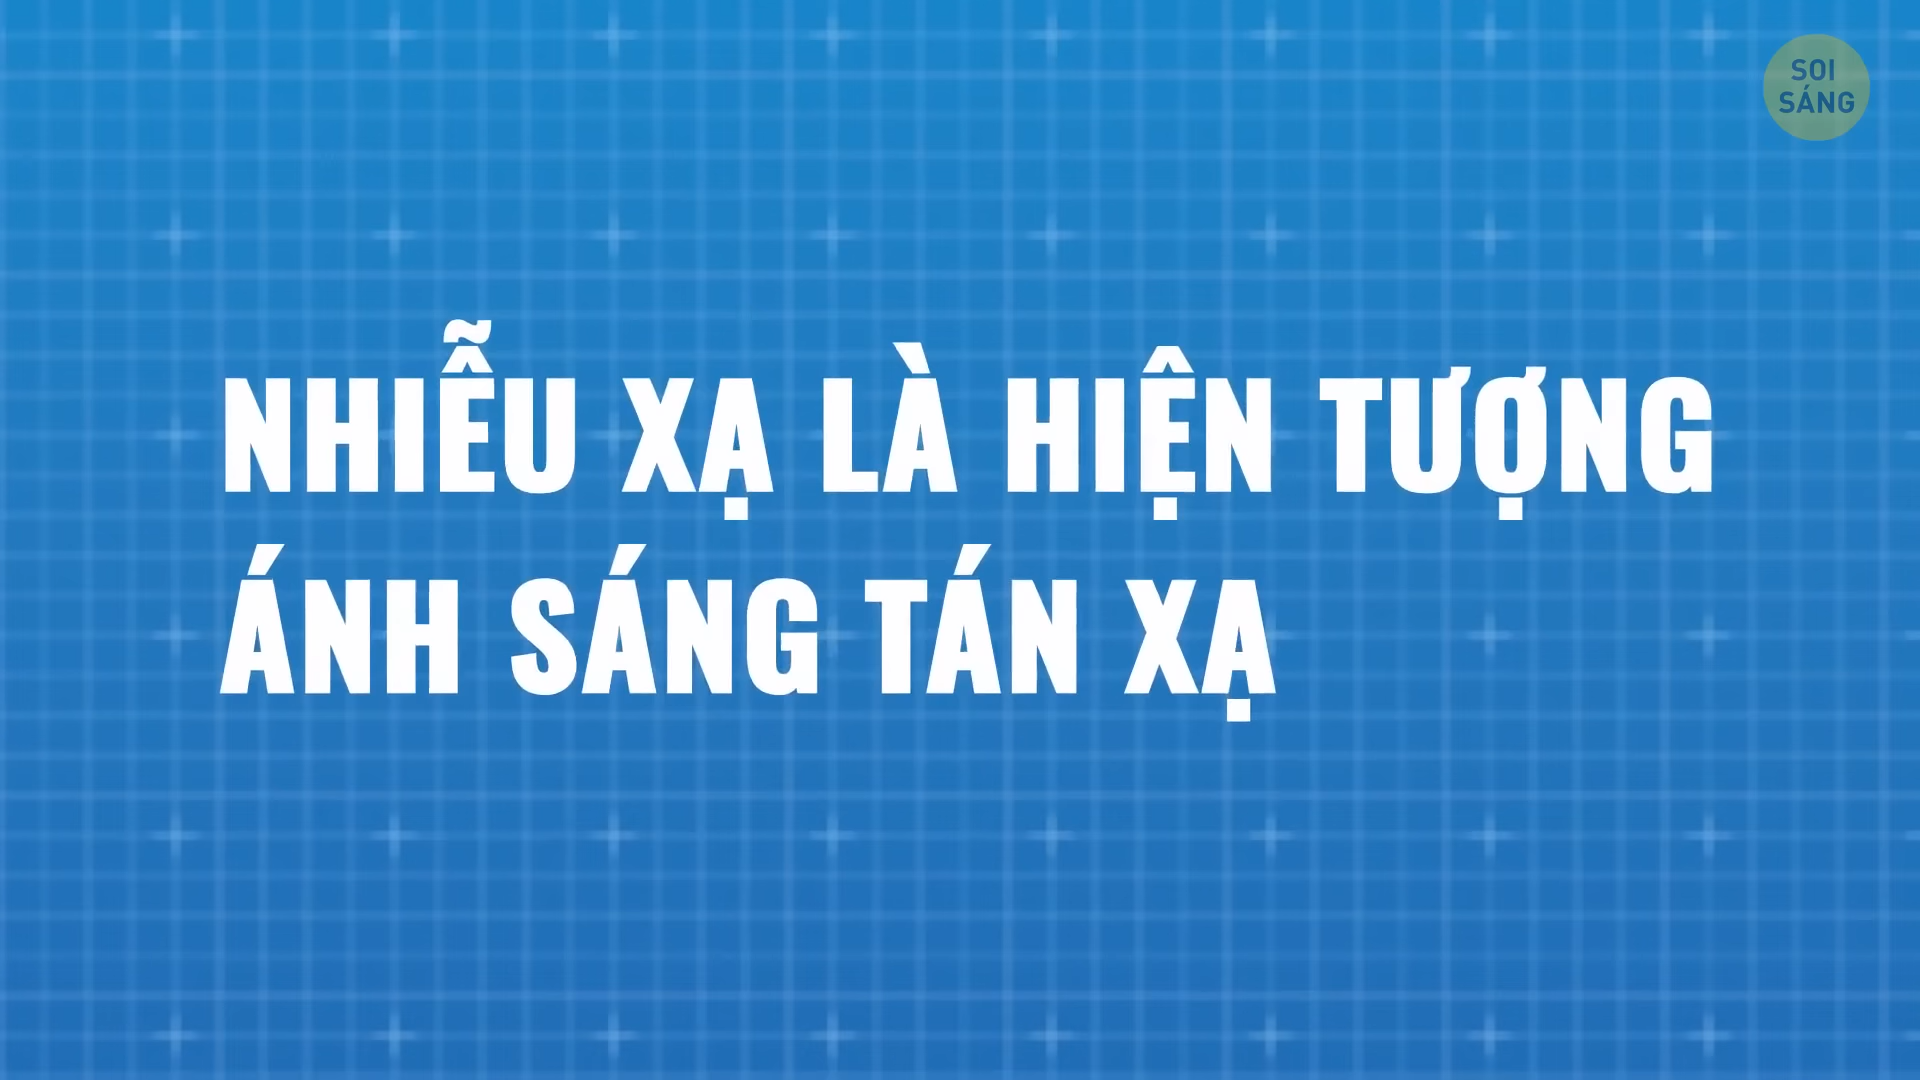 SOI
SÁNG
NHIỄU XẠ LÀ HIỆN TƯỢNG
ÁNH SÁNG TÁN XẠ